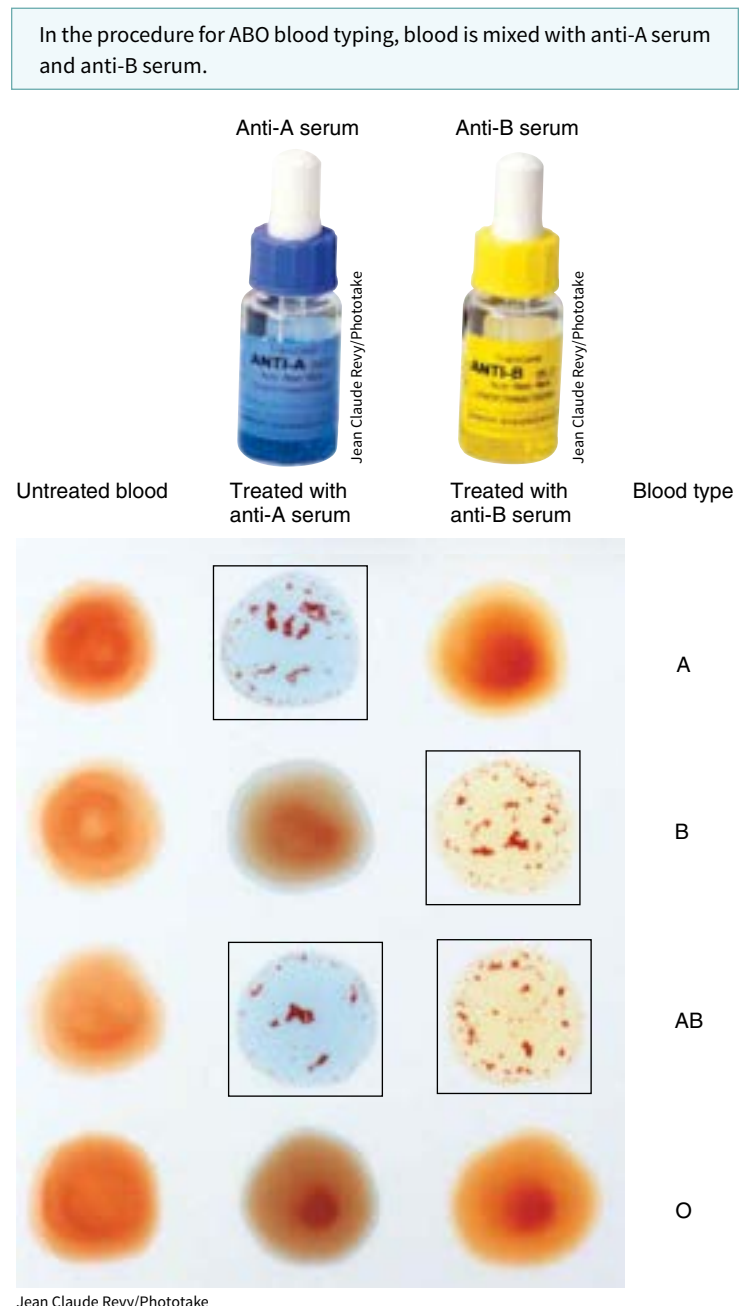 In the procedure for ABO blood typing, blood is mixed with anti-A serum
and anti-B serum.
Anti-A serum
Anti-B serum
Jean Claude Revy/Phototake
Jean Claude Revy/Phototake
ANTI-A
ANTI-B
Untreated blood
Treated with
anti-A serum
Treated with
anti-B serum
Blood type
A
B
AB
O
Jean Claude Revy/Phototake